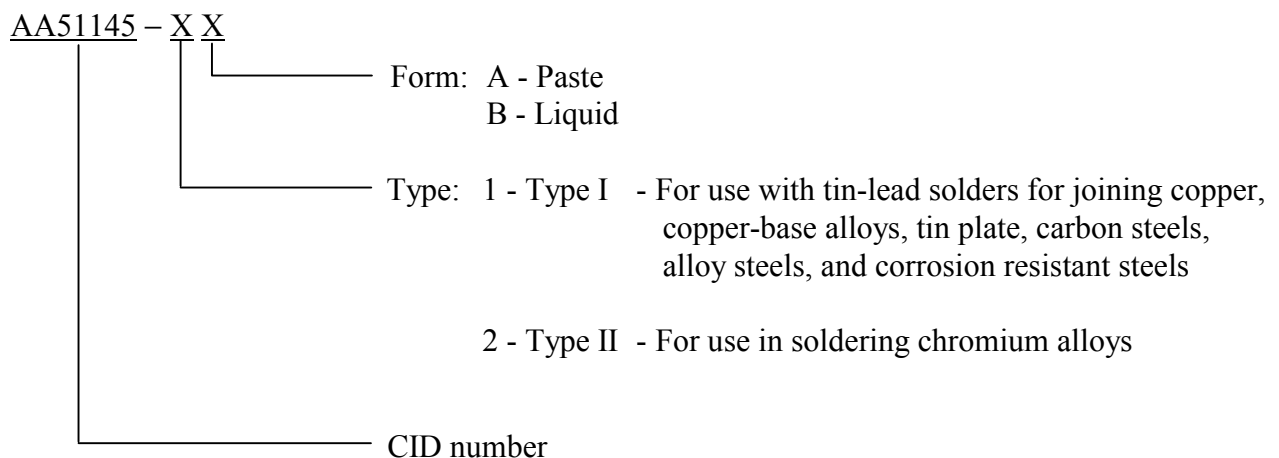 AA51145 – X X
Form: A - Paste
B - Liquid
Type: 1 - Type I - For use with tin-lead solders for joining copper,
copper-base alloys, tin plate, carbon steels,
alloy steels, and corrosion resistant steels
2 - Type II - For use in soldering chromium alloys
CID number